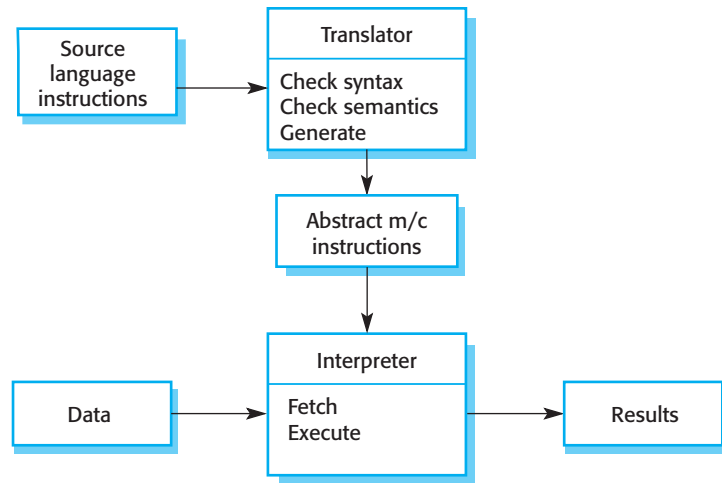 Source
language
instructions
Translator
Check syntax
Check semantics
Generate
Abstract m/c
instructions
Interpreter
Fetch
Execute
Data
Results